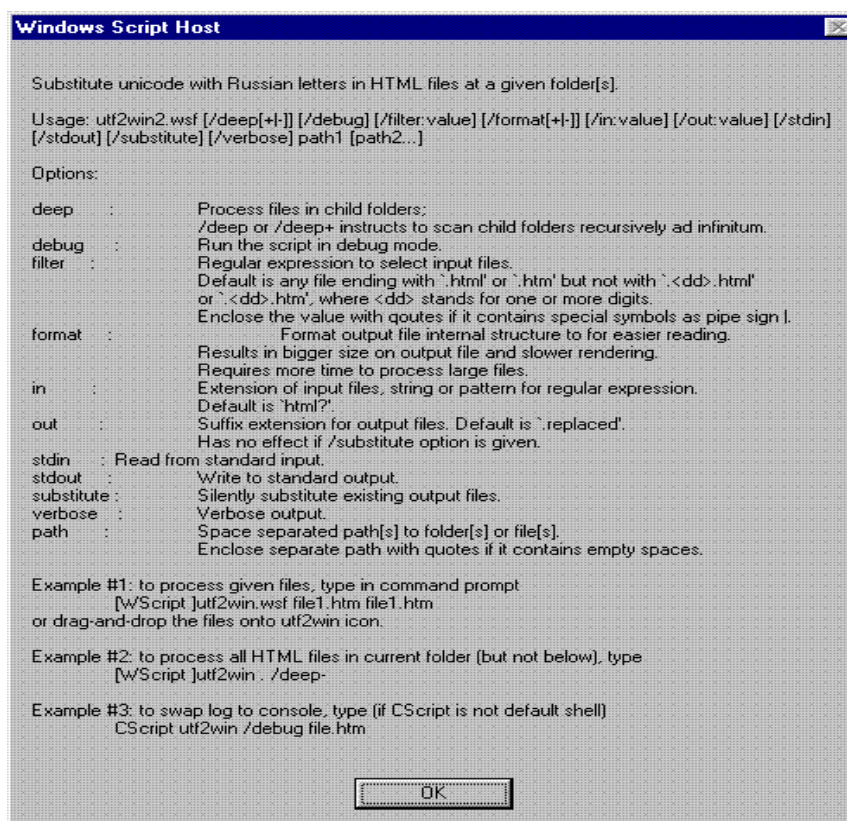 Windows Script Host
Substitute unicode with Russian letters in HTML files at a given folder[s].
Usage: utf2win2.wsf [/deep[+|-]] [/debug] [/filter:value] [/format[+|-]] [/in:value] [/out:value] [/stdin]
[/stdout] [/substitute] [/verbose] path1 [path2...]
Options:
deep : Process files in child folders;
/deep or /deep+ instructs to scan child folders recursively ad infinitum.
debug : Run the script in debug mode.
filter : Regular expression to select input files.
Default is any file ending with `.html' or `.htm' but not with `.<dd>.html'
or `.<dd>.htm', where <dd> stands for one or more digits.
Enclose the value with qoutes if it contains special symbols as pipe sign |.
format : Format output file internal structure to for easier reading.
Results in bigger size on output file and slower rendering.
Requires more time to process large files.
in : Extension of input files, string or pattern for regular expression.
Default is `html?'.
out : Suffix extension for output files. Default is `.replaced'.
Has no effect if /substitute option is given.
stdin : Read from standard input.
stdout : Write to standard output.
substitute : Silently substitute existing output files.
verbose : Verbose output.
path : Space separated path[s] to folder[s] or file[s].
Enclose separate path with quotes if it contains empty spaces.
Example #1: to process given files, type in command prompt
[WScript ]utf2win.wsf file1.htm file1.htm
or drag-and-drop the files onto utf2win icon.
Example #2: to process all HTML files in current folder (but not below), type
[WScript ]utf2win . /deep-
Example #3: to swap log to console, type (if CScript is not default shell)
CScript utf2win /debug file.htm
OK